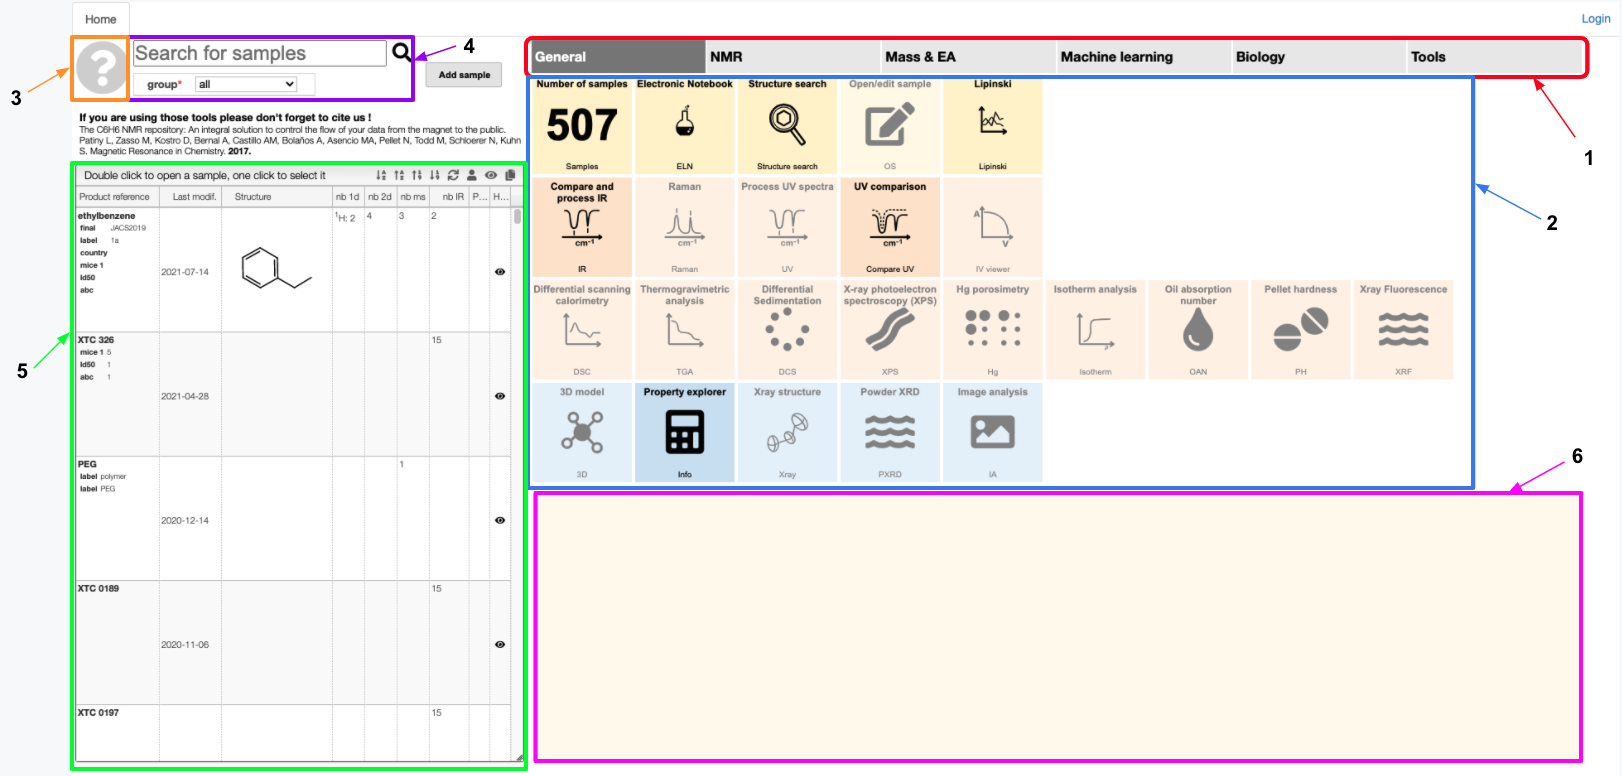 Home
Login
Search for samples
group* all
Add sample
4
3
General NMR Mass & EA Machine learning Biology Tools
1
If you are using those tools please don't forget to cite us !
The C6H6 NMR repository: An integral solution to control the flow of your data from the magnet to the public.
Patiny L, Zasso M, Kostro D, Bernal A, Castillo AM, Bolaños A, Asencio MA, Pellet N, Todd M, Schloerer N, Kuhn
S. Magnetic Resonance in Chemistry. 2017.
Double click to open a sample, one click to select it
Product reference Last modif. Structure nb 1d nb 2d nb ms nb IR P... H...
ethylbenzene 1H: 2 4 3 2
final JACS2019
label 1a
country
mice 1
ld50
abc
2021-07-14
XTC 326 15
mice 1 5
ld50 1
abc 1
2021-04-28
5
PEG 1
label polymer
label PEG
2020-12-14
XTC 0189 15
2020-11-06
XTC 0197 15
Number of samples Electronic Notebook Structure search Open/edit sample Lipinski
507
Samples ELN Structure search OS Lipinski
Compare and process IR Raman Process UV spectra UV comparison
cm-1 cm-1 cm-1 cm-1 A V
IR Raman UV Compare UV IV viewer
2
Differential scanning calorimetry Thermogravimetric analysis Differential Sedimentation X-ray photoelectron spectroscopy (XPS) Hg porosimetry Isotherm analysis Oil absorption number Pellet hardness Xray Fluorescence
DSC TGA DCS XPS Hg Isotherm OAN PH XRF
3D model Property explorer Xray structure Powder XRD Image analysis
3D Info Xray PXRD IA
6